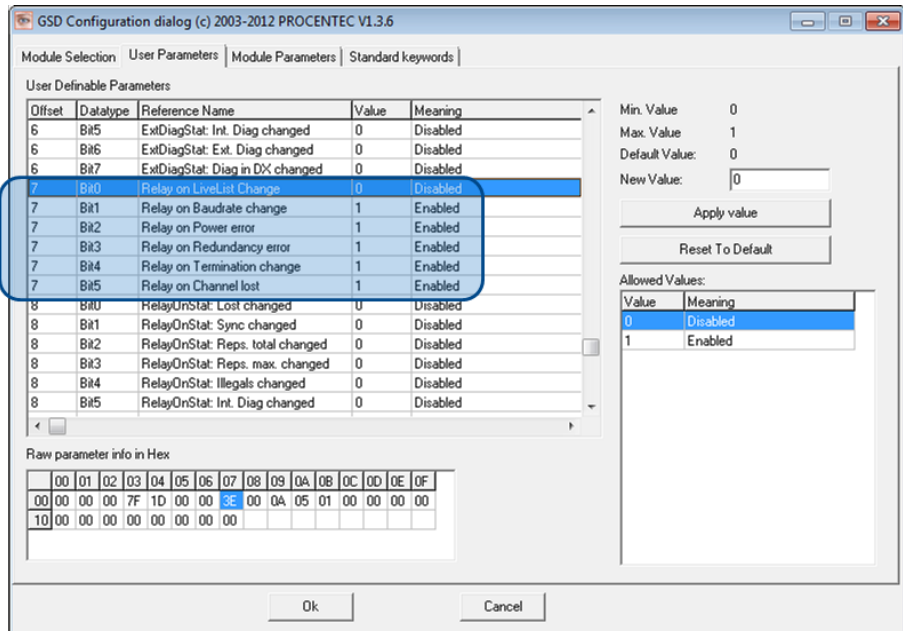 GSD Configuration dialog (c) 2003-2012 PROCENTEC V1.3.6
Module Selection User Parameters Module Parameters Standard keywords
User Definable Parameters
Offset Datatype Reference Name Value Meaning
6 Bit5 ExtDiagStat: Int. Diag changed 0 Disabled
6 Bit6 ExtDiagStat: Ext. Diag changed 0 Disabled
6 Bit7 ExtDiagStat: Diag in DX changed 0 Disabled
7 Bit0 Relay on LiveList Change 0 Disabled
7 Bit1 Relay on Baudrate change 1 Enabled
7 Bit2 Relay on Power error 1 Enabled
7 Bit3 Relay on Redundancy error 1 Enabled
7 Bit4 Relay on Termination change 1 Enabled
7 Bit5 Relay on Channel lost 1 Enabled
8 Bit0 RelayOnStat: Lost changed 0 Disabled
8 Bit1 RelayOnStat: Sync changed 0 Disabled
8 Bit2 RelayOnStat: Reps. total changed 0 Disabled
8 Bit3 RelayOnStat: Reps. max. changed 0 Disabled
8 Bit4 RelayOnStat: Illegals changed 0 Disabled
8 Bit5 RelayOnStat: Int. Diag changed 0 Disabled
Min. Value 0
Max. Value 1
Default Value: 0
New Value: 0
Apply value
Reset To Default
Allowed Values:
Value Meaning
0 Disabled
1 Enabled
Raw parameter info in Hex
00 01 02 03 04 05 06 07 08 09 0A 0B 0C 0D 0E 0F
00 00 00 00 7F 1D 00 00 3E 00 0A 05 01 00 00 00 00
10 00 00 00 00 00 00 00 00
Ok Cancel